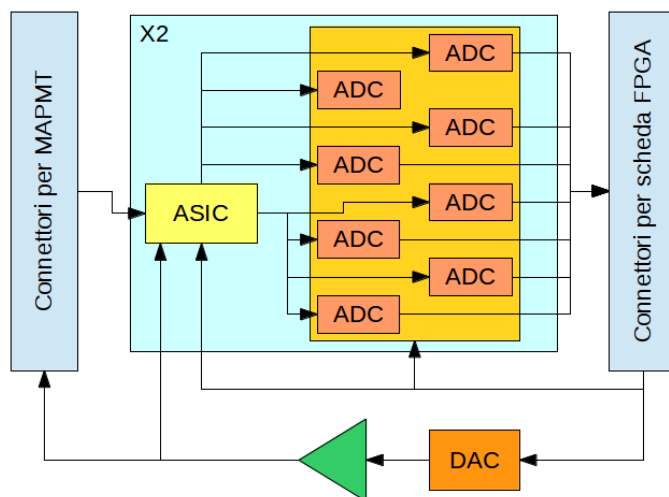 X2
Connettori per MAPMT
ASIC
ADC
ADC
ADC
ADC
ADC
ADC
ADC
ADC
Connettori per scheda FPGA
DAC